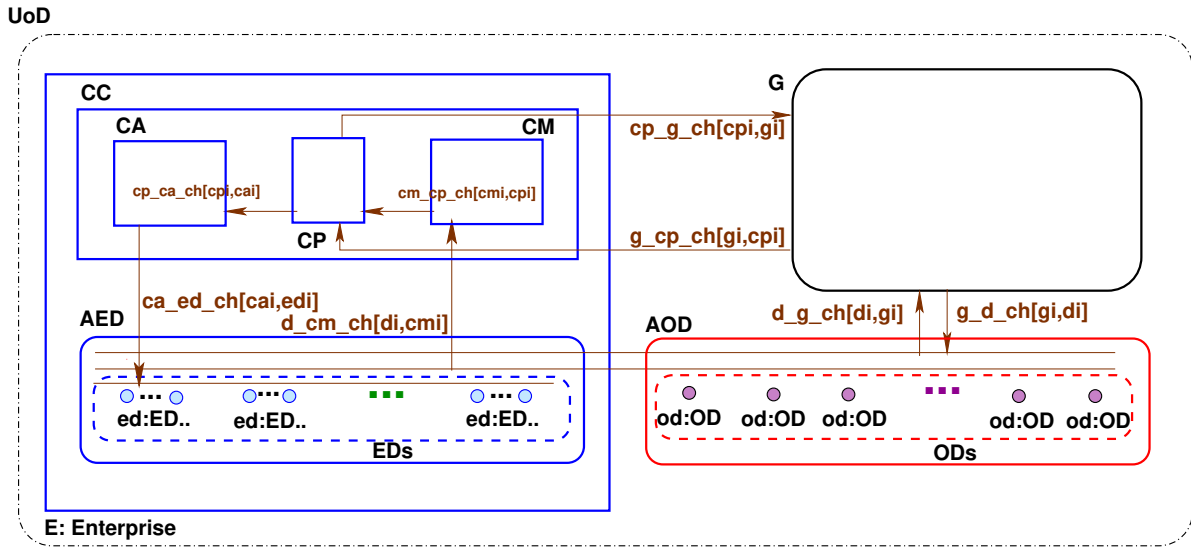 UoD
CC
G
CA
CM
cp_g_ch[cpi,gi]
cp_ca_ch[cpi,cai]
cm_cp_ch[cmi,cpi]
CP
g_cp_ch[gi,cpi]
ca_ed_ch[cai,edi]
AED
d_cm_ch[di,cmi]
AOD
d_g_ch[di,gi]
g_d_ch[gi,di]
ed:ED..
ed:ED..
ed:ED..
od:OD
od:OD
od:OD
od:OD
od:OD
EDs
ODs
E: Enterprise